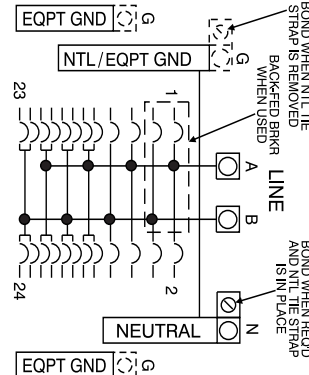 EQPT GND
G
BOND WHEN NTL TIE
STRAP IS REMOVED
NTL/EQPT GND
G
BACK-FED BRKR
WHEN USED
23
1
A
LINE
B
24
2
BOND WHEN REQ'D
AND NTL TIE STRAP
IS IN PLACE
NEUTRAL
N
EQPT GND
G